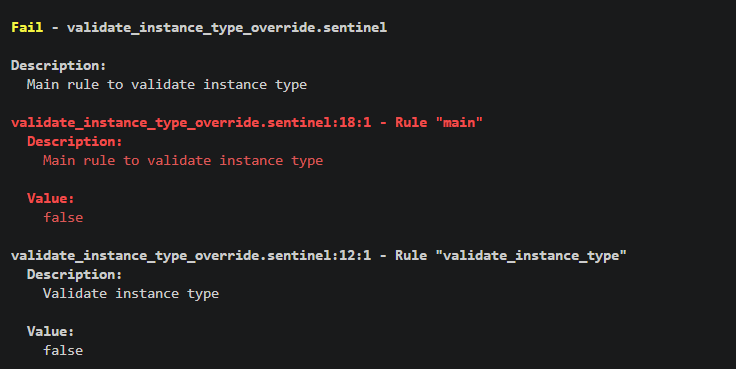 Fail - validate_instance_type_override.sentinel
Description:
Main rule to validate instance type
validate_instance_type_override.sentinel:18:1 - Rule "main"
Description:
Main rule to validate instance type
Value:
false
validate_instance_type_override.sentinel:12:1 - Rule "validate_instance_type"
Description:
Validate instance type
Value:
false